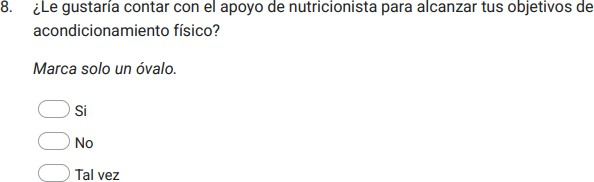 8. ¿Le gustaría contar con el apoyo de nutricionista para alcanzar tus objetivos de
acondicionamiento físico?
Marca solo un óvalo.
Si
No
Tal vez